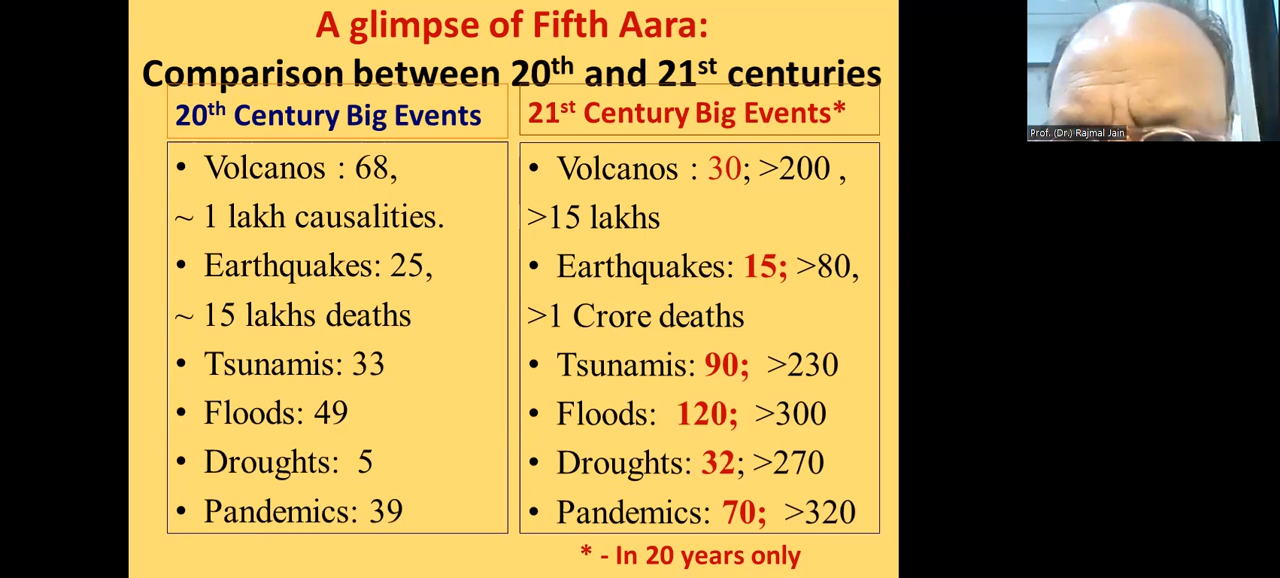 A glimpse of Fifth Aara:
Comparison between 20th and 21st centuries
20th Century Big Events
• Volcanos : 68,
~ 1 lakh causalities.
• Earthquakes: 25,
~ 15 lakhs deaths
• Tsunamis: 33
• Floods: 49
• Droughts: 5
• Pandemics: 39
21st Century Big Events*
• Volcanos : 30; >200 ,
>15 lakhs
• Earthquakes: 15; >80,
>1 Crore deaths
• Tsunamis: 90; >230
• Floods: 120; >300
• Droughts: 32; >270
• Pandemics: 70; >320
* - In 20 years only
Prof. (Dr.) Rajmal Jain